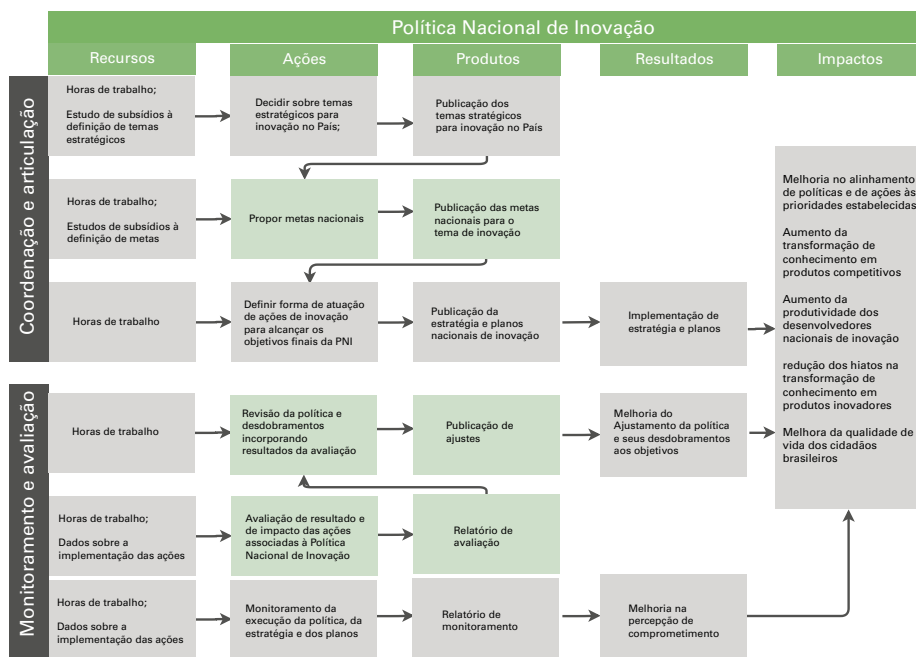 Política Nacional de Inovação
Recursos
Ações
Produtos
Resultados
Impactos
Coordenação e articulação
Horas de trabalho;
Estudo de subsídios à
definição de temas
estratégicos
Decidir sobre temas
estratégicos para
inovação no País;
Publicação dos
temas stratégicos
para inovação no País
Horas de trabalho;
Estudos de subsídios à
definição de metas
Propor metas nacionais
Publicação das metas
nacionais para o
tema de inovação
Horas de trabalho
Definir forma de atuação
de ações de inovação
para alcançar os
objetivos finais da PNI
Publicação da
estratégia e planos
nacionais de inovação
Implementação de
estratégia e planos
Melhoria no alinhamento
de políticas e de ações às
prioridades estabelecidas
Aumento da
transformação de
conhecimento em
produtos competitivos
Aumento da
produtividade dos
desenvolvedores
nacionais de inovação
redução dos hiatos na
transformação de
conhecimento em
produtos inovadores
Melhora da qualidade de
vida dos cidadãos
brasileiros
Monitoramento e avaliação
Horas de trabalho
Revisão da política e
desdobramentos
incorporando
resultados da avaliação
Publicação de
ajustes
Melhoria do
Ajustamento da política
e seus desdobramentos
aos objetivos
Horas de trabalho;
Dados sobre a
implementação das ações
Avaliação de resultado e
de impacto das ações
associadas à Política
Nacional de Inovação
Relatório de
avaliação
Horas de trabalho;
Dados sobre a
implementação das ações
Monitoramento da
execução da política, da
estratégia e dos planos
Relatório de
monitoramento
Melhoria na
percepção de
comprometimento